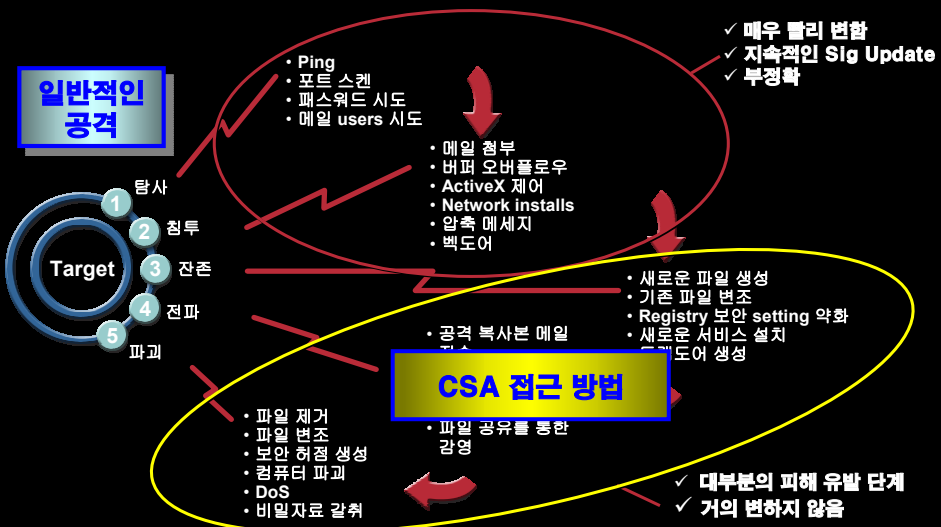 일반적인
공격
• Ping
• 포트 스켄
• 패스워드 시도
• 메일 users 시도
✓ 매우 빨리 변함
✓ 지속적인 Sig Update
✓ 부정확
• 메일 첨부
• 버퍼 오버플로우
• ActiveX 제어
• Network installs
• 압축 메세지
• 벡도어
Target
1 탐사
2 침투
3 잔존
4 전파
5 파괴
• 새로운 파일 생성
• 기존 파일 변조
• Registry 보안 setting 약화
• 새로운 서비스 설치
도어 생성
• 공격 복사본 메일
CSA 접근 방법
• 파일 공유를 통한
감영
• 파일 제거
• 파일 변조
• 보안 허점 생성
• 컴퓨터 파괴
• DoS
• 비밀자료 갈취
✓ 대부분의 피해 유발 단계
✓ 거의 변하지 않음